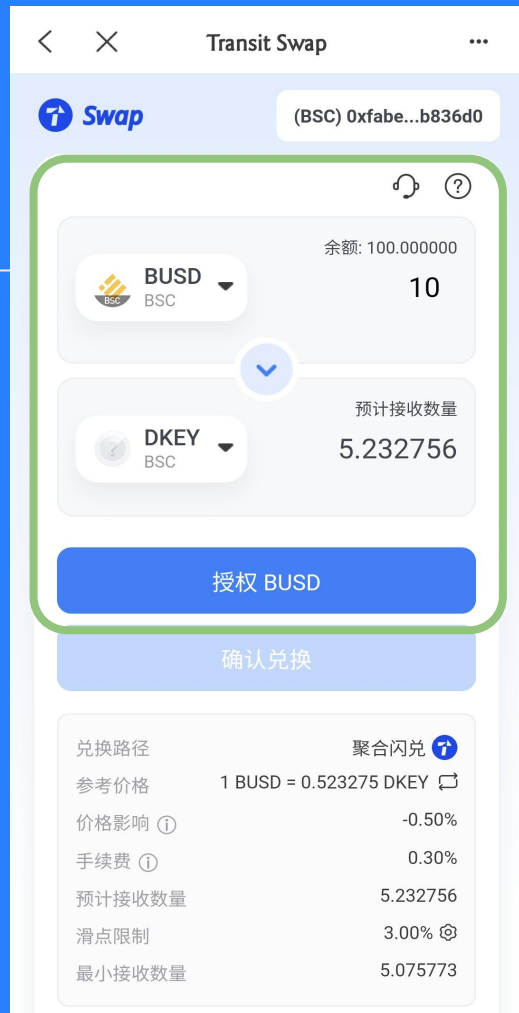 Transit Swap
Swap
(BSC) 0xfabe...b836d0
余额: 100.000000
BUSD
BSC
BSC
10
预计接收数量
DKEY
BSC
5.232756
授权 BUSD
确认兑换
兑换路径 聚合闪兑
参考价格 1 BUSD = 0.523275 DKEY
价格影响 -0.50%
手续费 0.30%
预计接收数量 5.232756
滑点限制 3.00%
最小接收数量 5.075773